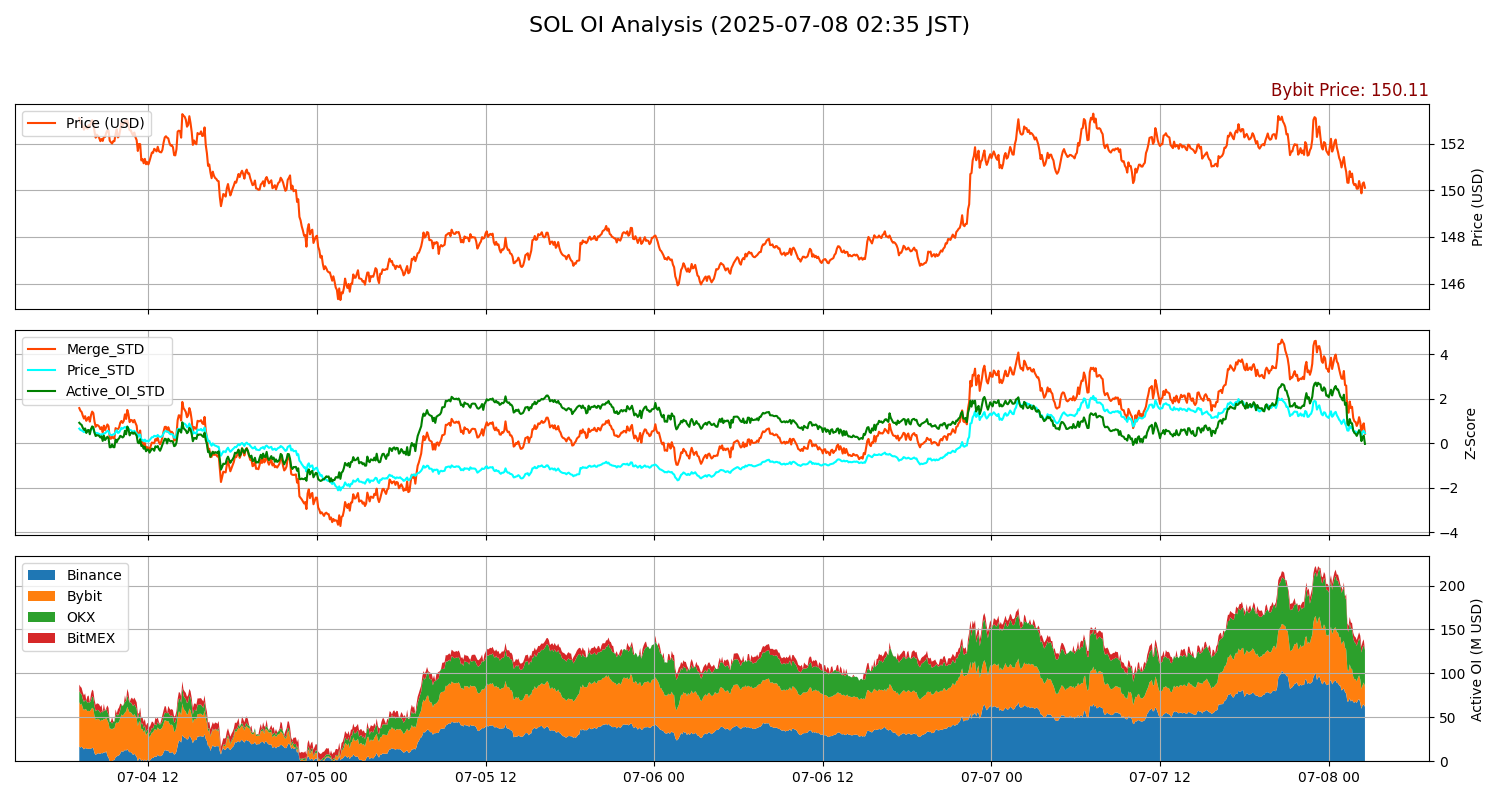 SOL OI Analysis (2025-07-08 02:35 JST)
Bybit Price: 150.11
Price (USD)
152
150
148
146
Price (USD)
Merge_STD
Price_STD
Active_OI_STD
4
2
0
−2
−4
Z-Score
Binance
Bybit
OKX
BitMEX
200
150
100
50
0
Active OI (M USD)
07-04 12
07-05 00
07-05 12
07-06 00
07-06 12
07-07 00
07-07 12
07-08 00